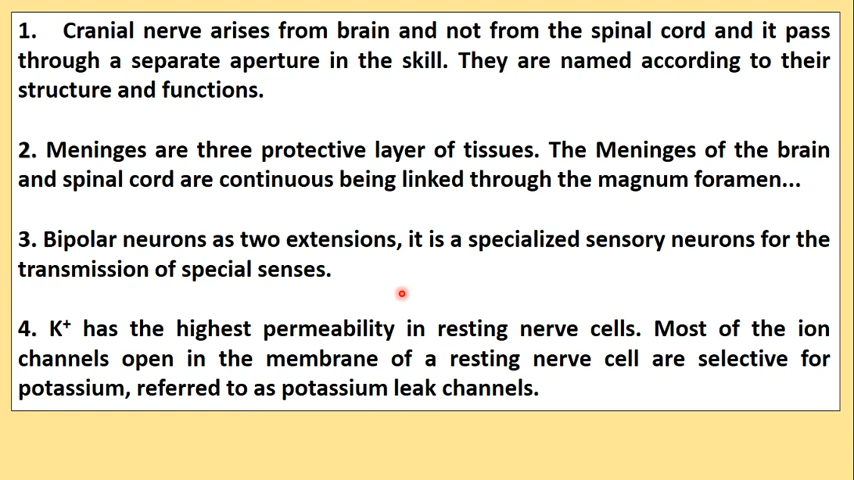 1. Cranial nerve arises from brain and not from the spinal cord and it pass
through a separate aperture in the skill. They are named according to their
structure and functions.
2. Meninges are three protective layer of tissues. The Meninges of the brain
and spinal cord are continuous being linked through the magnum foramen...
3. Bipolar neurons as two extensions, it is a specialized sensory neurons for the
transmission of special senses.
4. K⁺ has the highest permeability in resting nerve cells. Most of the ion
channels open in the membrane of a resting nerve cell are selective for
potassium, referred to as potassium leak channels.